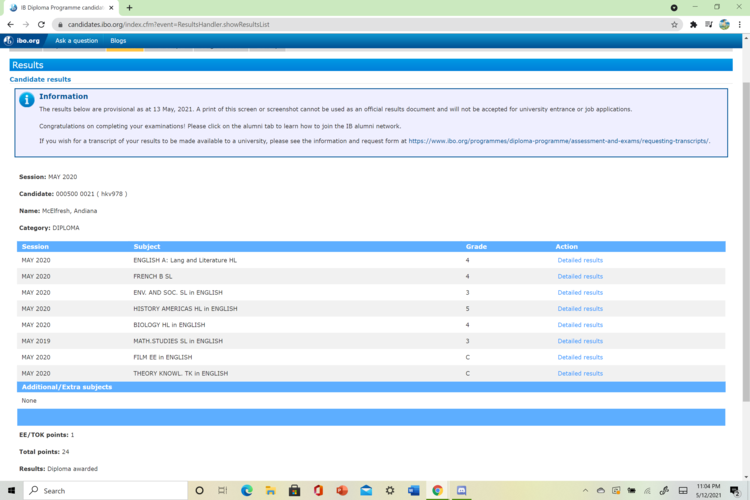 IB Diploma Programme candidat
candidates.ibo.org/index.cfm?event=ResultsHandler.showResultsList
ibo.org Ask a question Blogs
Results
Candidate results
Information
The results below are provisional as at 13 May, 2021. A print of this screen or screenshot cannot be used as an official results document and will not be accepted for university entrance or job applications.
Congratulations on completing your examinations! Please click on the alumni tab to learn how to join the IB alumni network.
If you wish for a transcript of your results to be made available to a university, please see the information and request form at https://www.ibo.org/programmes/diploma-programme/assessment-and-exams/requesting-transcripts/.
Session: MAY 2020
Candidate: 000500 0021 ( hkv978 )
Name: McElfresh, Andiana
Category: DIPLOMA
Session Subject Grade Action
MAY 2020 ENGLISH A: Lang and Literature HL 4 Detailed results
MAY 2020 FRENCH B SL 4 Detailed results
MAY 2020 ENV. AND SOC. SL in ENGLISH 3 Detailed results
MAY 2020 HISTORY AMERICAS HL in ENGLISH 5 Detailed results
MAY 2020 BIOLOGY HL in ENGLISH 4 Detailed results
MAY 2019 MATH.STUDIES SL in ENGLISH 3 Detailed results
MAY 2020 FILM EE in ENGLISH C Detailed results
MAY 2020 THEORY KNOWL. TK in ENGLISH C Detailed results
Additional/Extra subjects
None
EE/TOK points: 1
Total points: 24
Results: Diploma awarded
Search
11:04 PM
5/12/2021